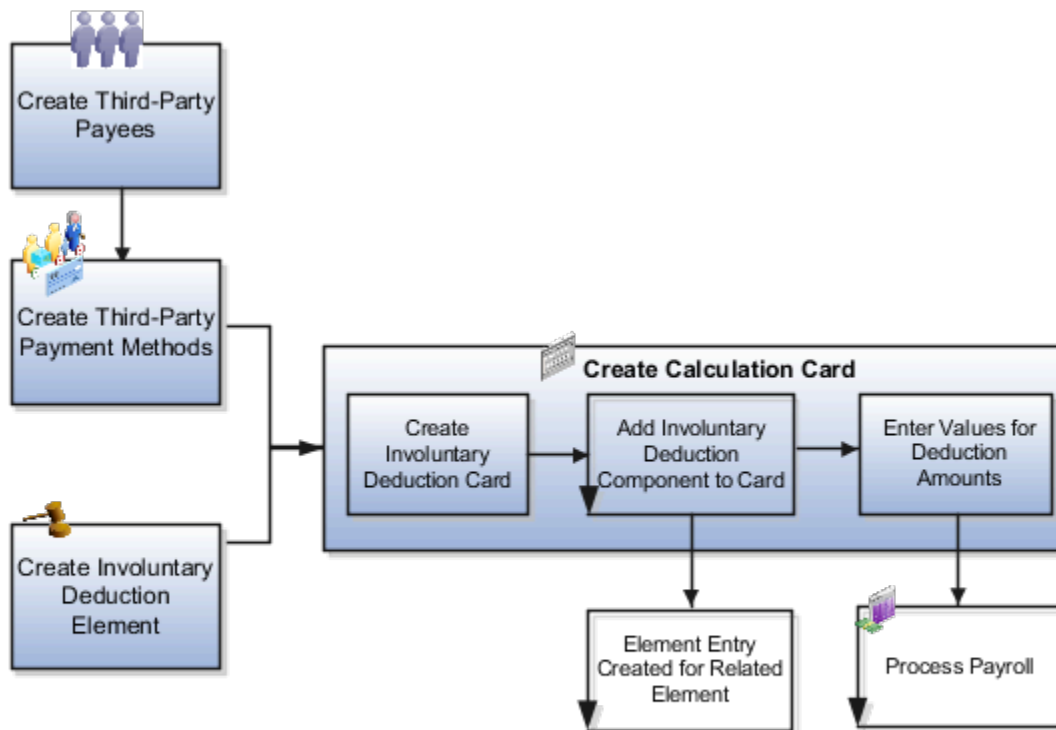 Create Third-Party
Payees
Create Third-Party
Payment Methods
Create Involuntary
Deduction
Element
Create Calculation Card
Create
Involuntary
Deduction Card
Add Involuntary
Deduction
Component to Card
Enter Values for
Deduction
Amounts
Element Entry
Created for Related
Element
Process Payroll